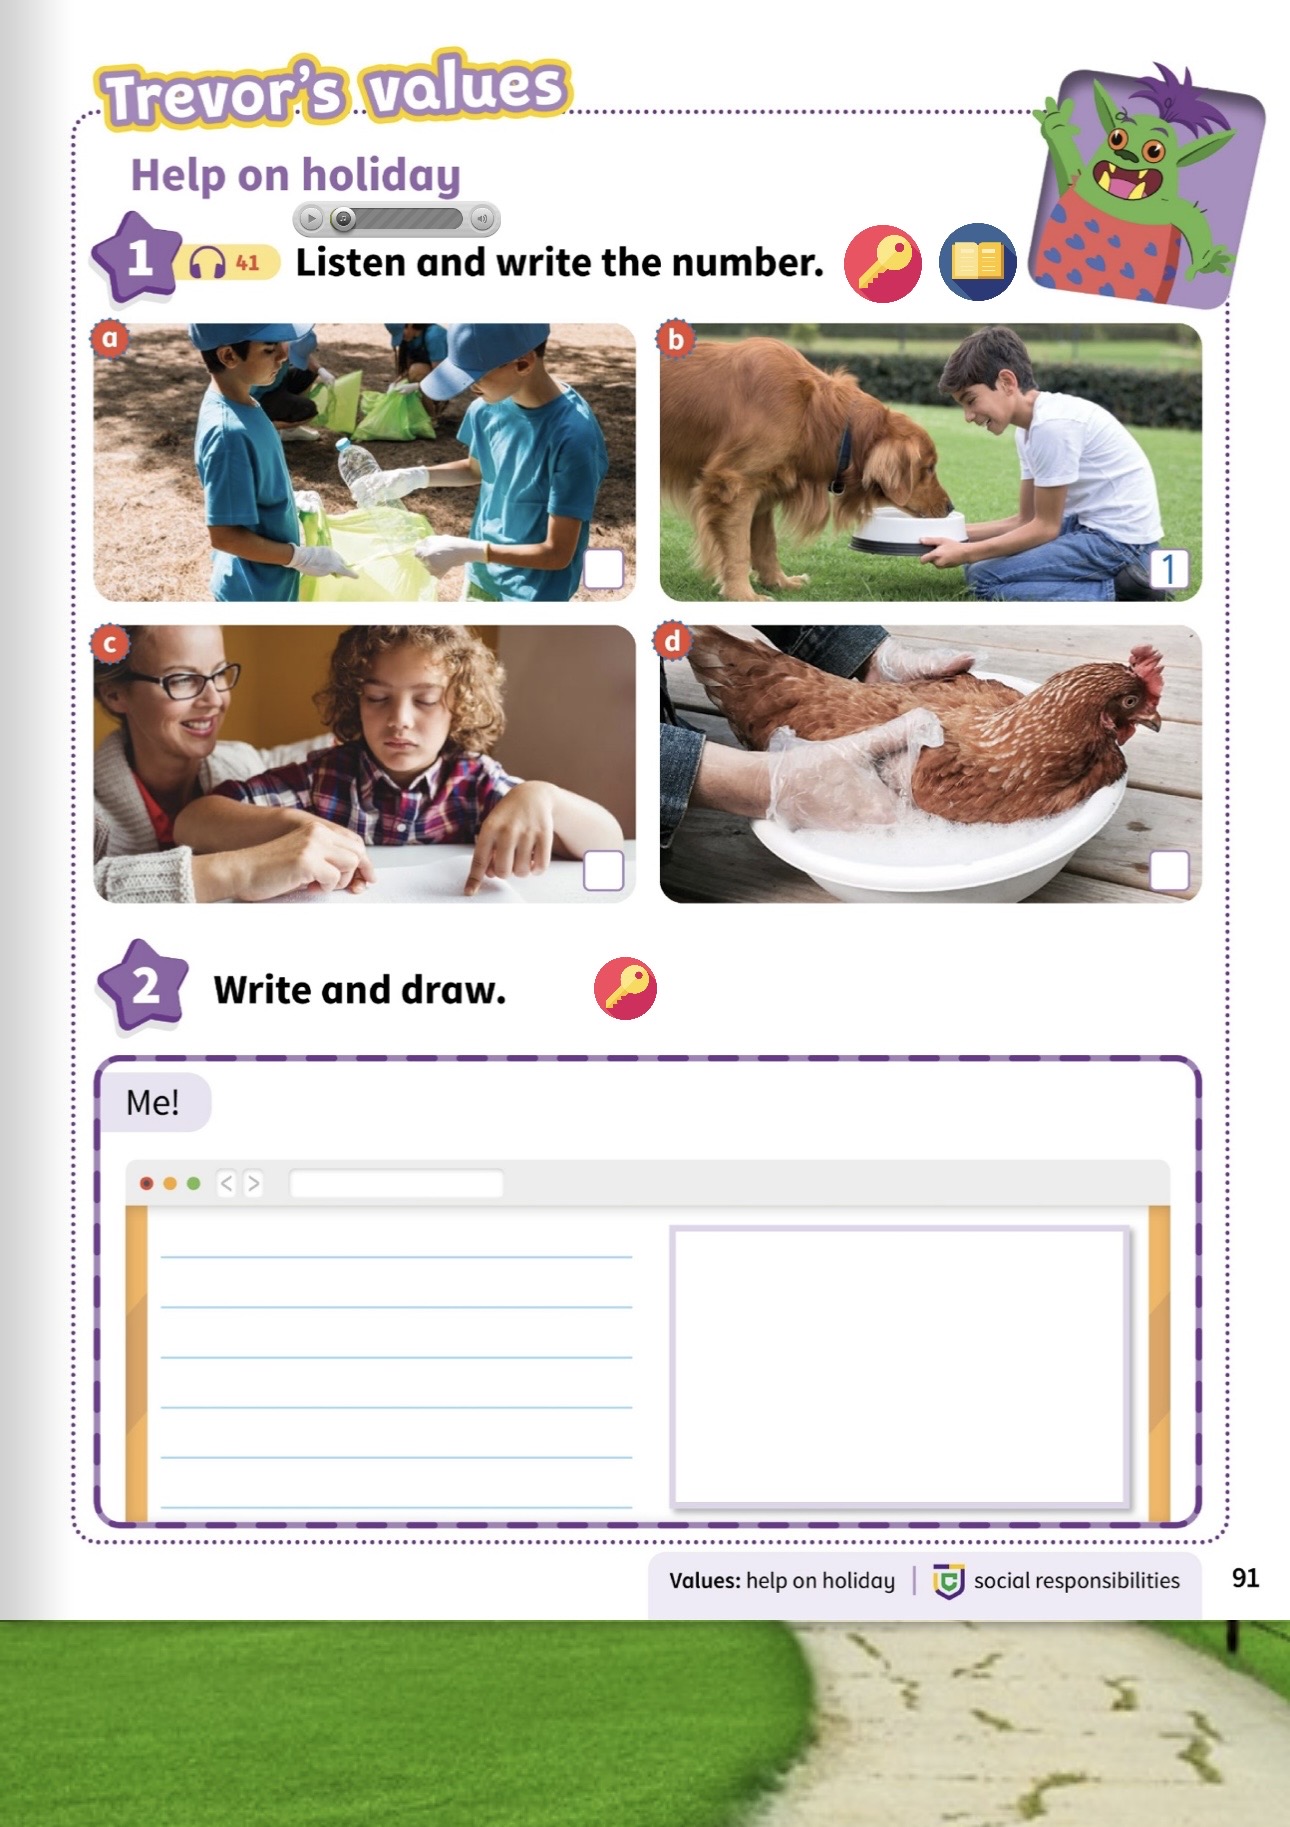 Trevor's values
Help on holiday
1 41 Listen and write the number.
a
b
1
c
d
2 Write and draw.
Me!
< >
Values: help on holiday | social responsibilities 91